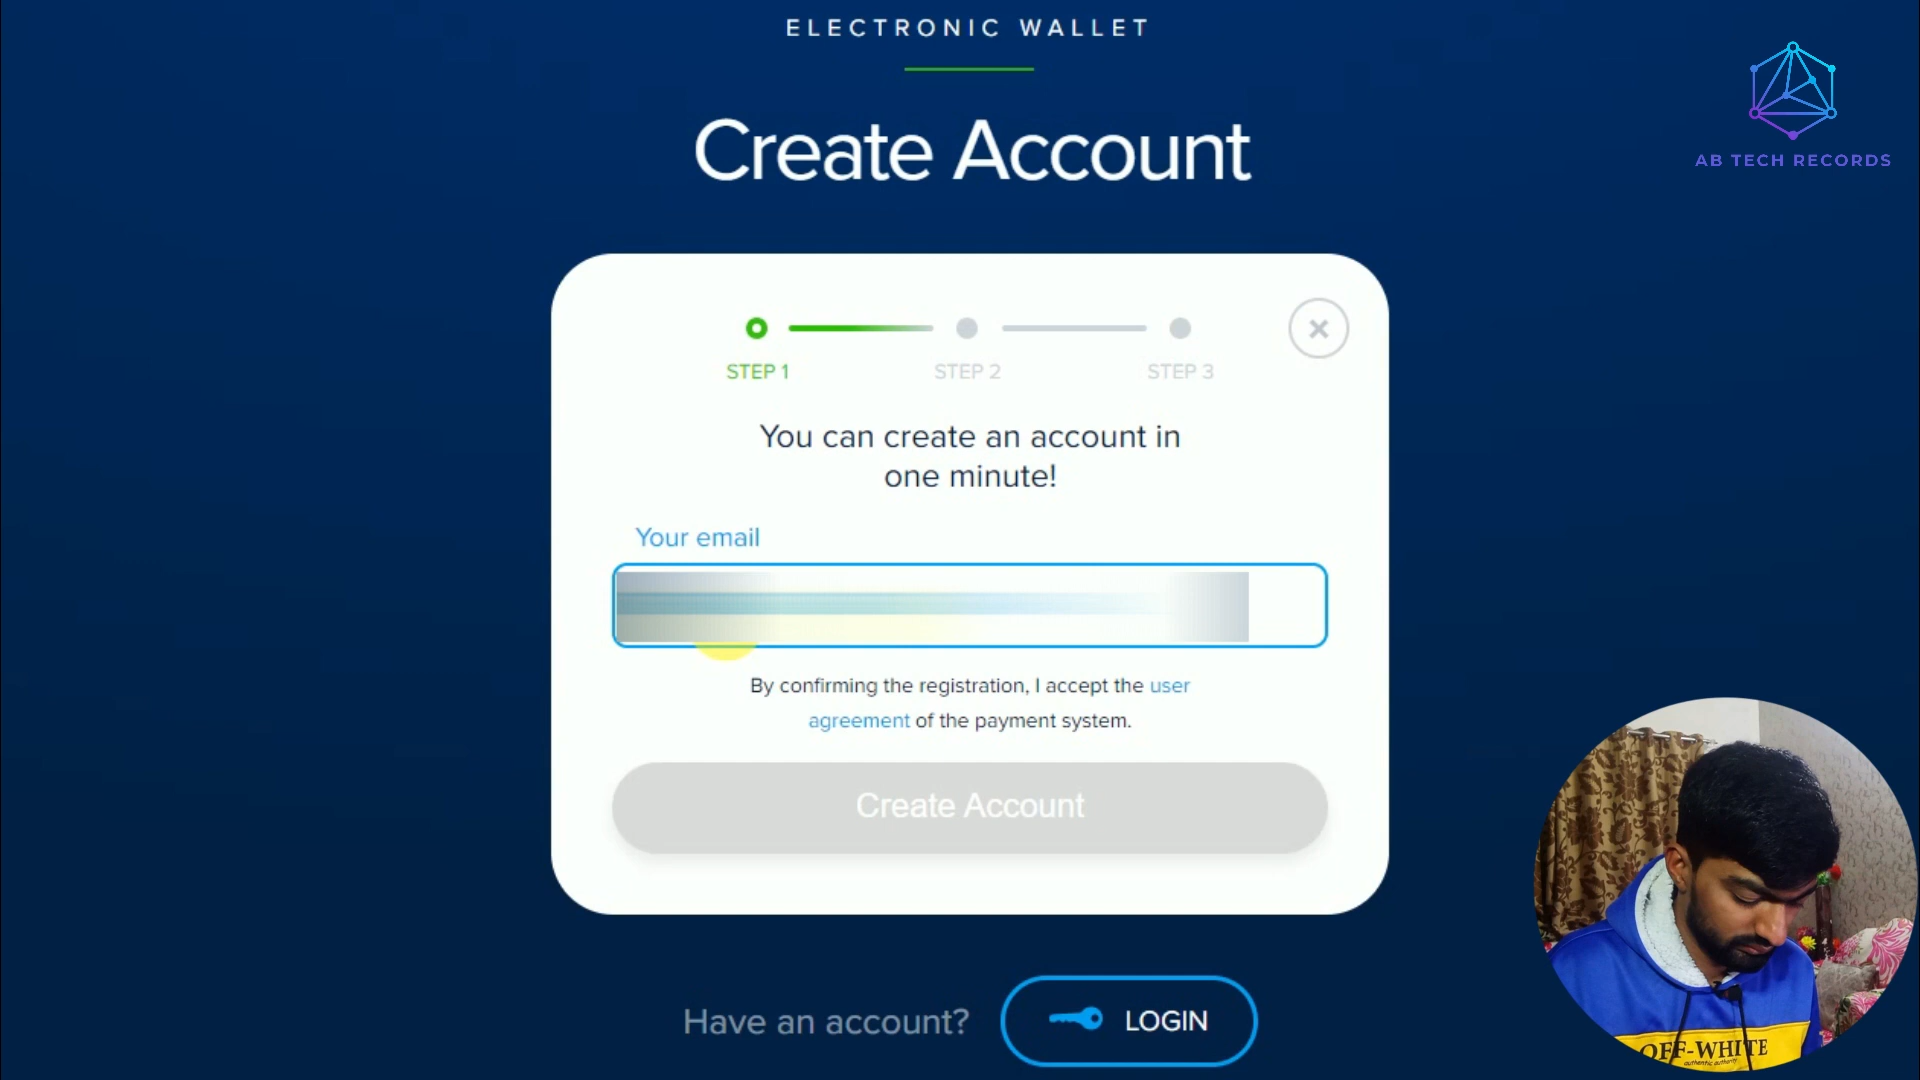 ELECTRONIC WALLET
Create Account
AB TECH RECORDS
STEP 1
STEP 2
STEP 3
You can create an account in
one minute!
Your email
By confirming the registration, I accept the user
agreement of the payment system.
Create Account
Have an account?
LOGIN
OFF-WHITE
authentic authority